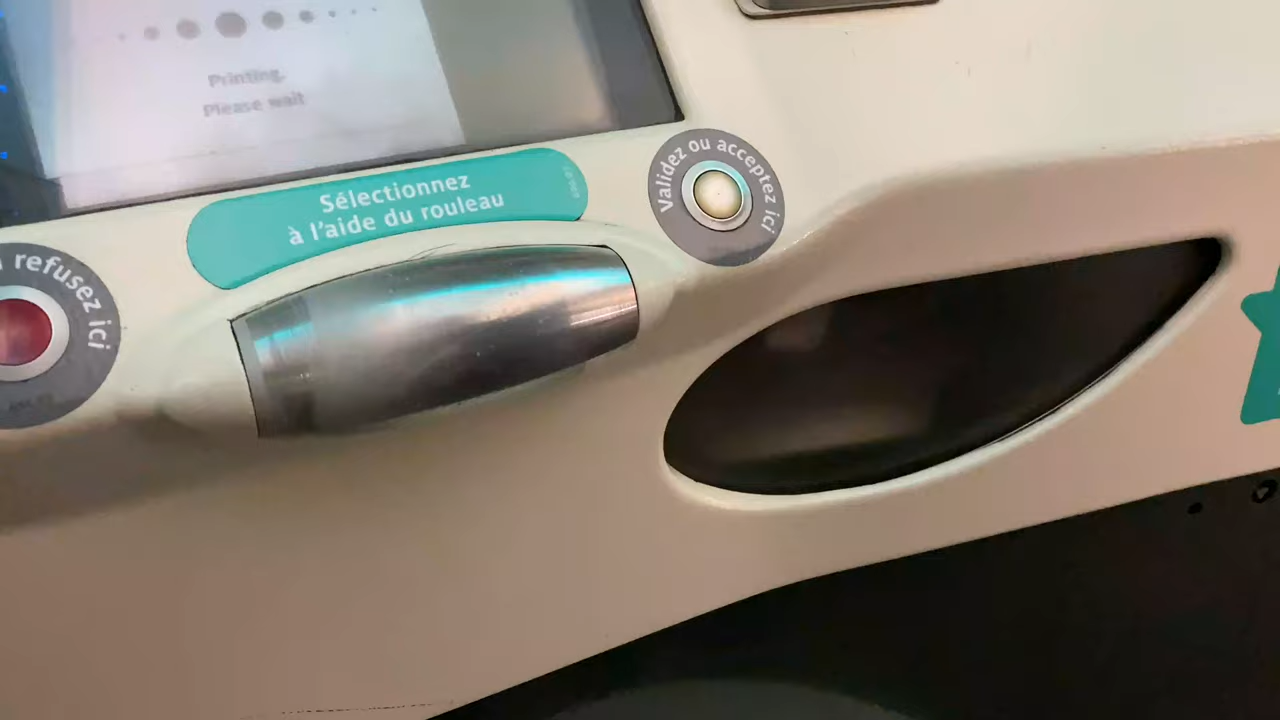 Printing,
Please wait
Sélectionnez
à l'aide du rouleau
Validez ou acceptez ici
refusez ici